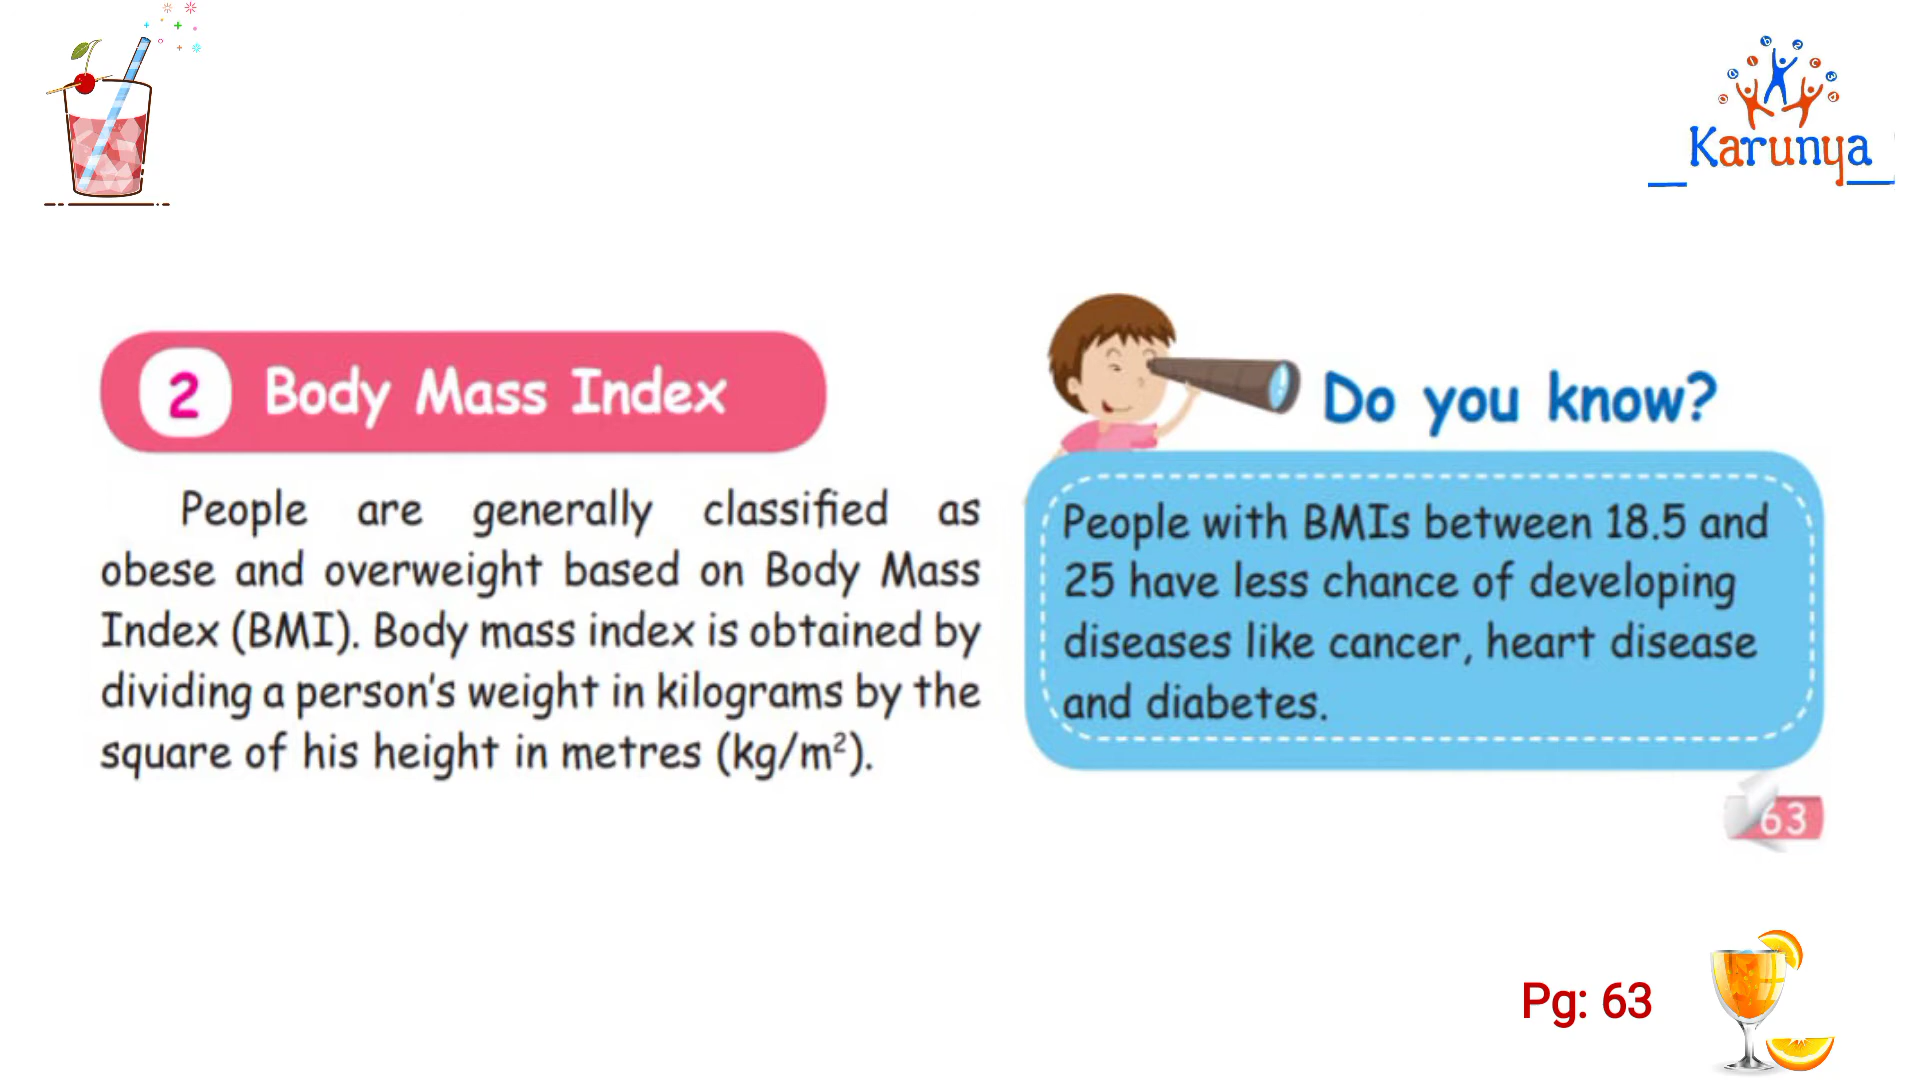 Karunya
2 Body Mass Index
People are generally classified as
obese and overweight based on Body Mass
Index (BMI). Body mass index is obtained by
dividing a person's weight in kilograms by the
square of his height in metres (kg/m²).
Do you know?
People with BMIs between 18.5 and
25 have less chance of developing
diseases like cancer, heart disease
and diabetes.
63
Pg: 63